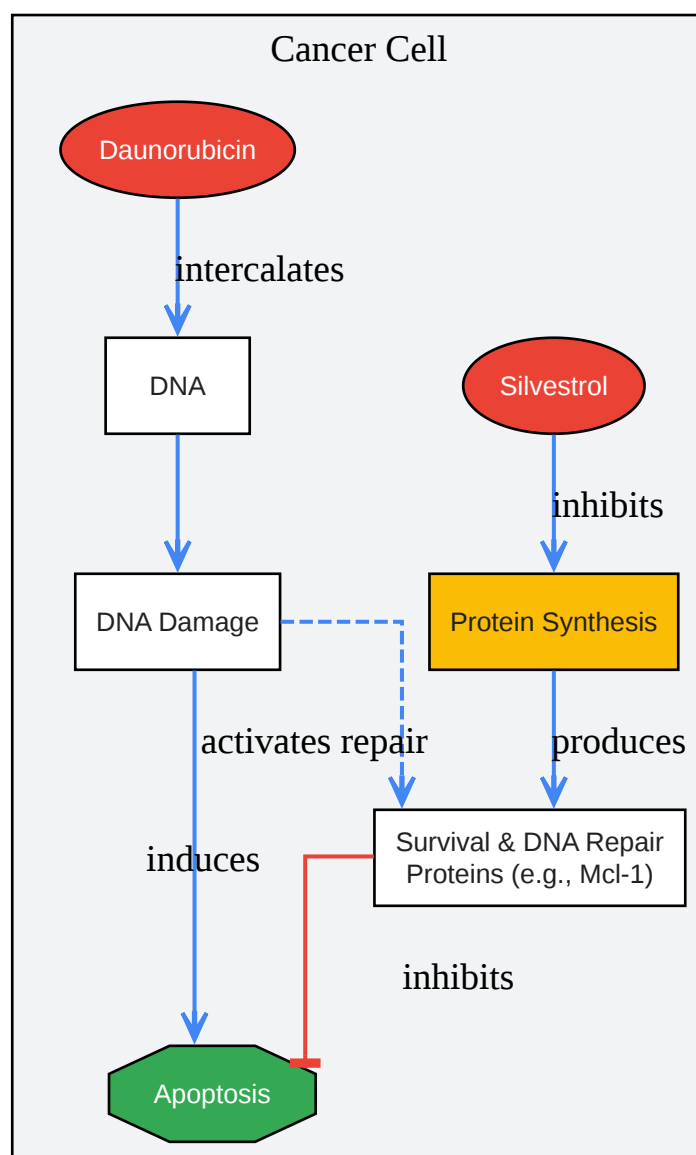 Cancer Cell
Daunorubicin
intercalates
DNA
Silvestrol
inhibits
DNA Damage
Protein Synthesis
activates repair
produces
Survival & DNA Repair
Proteins (e.g., Mcl-1)
induces
inhibits
Apoptosis